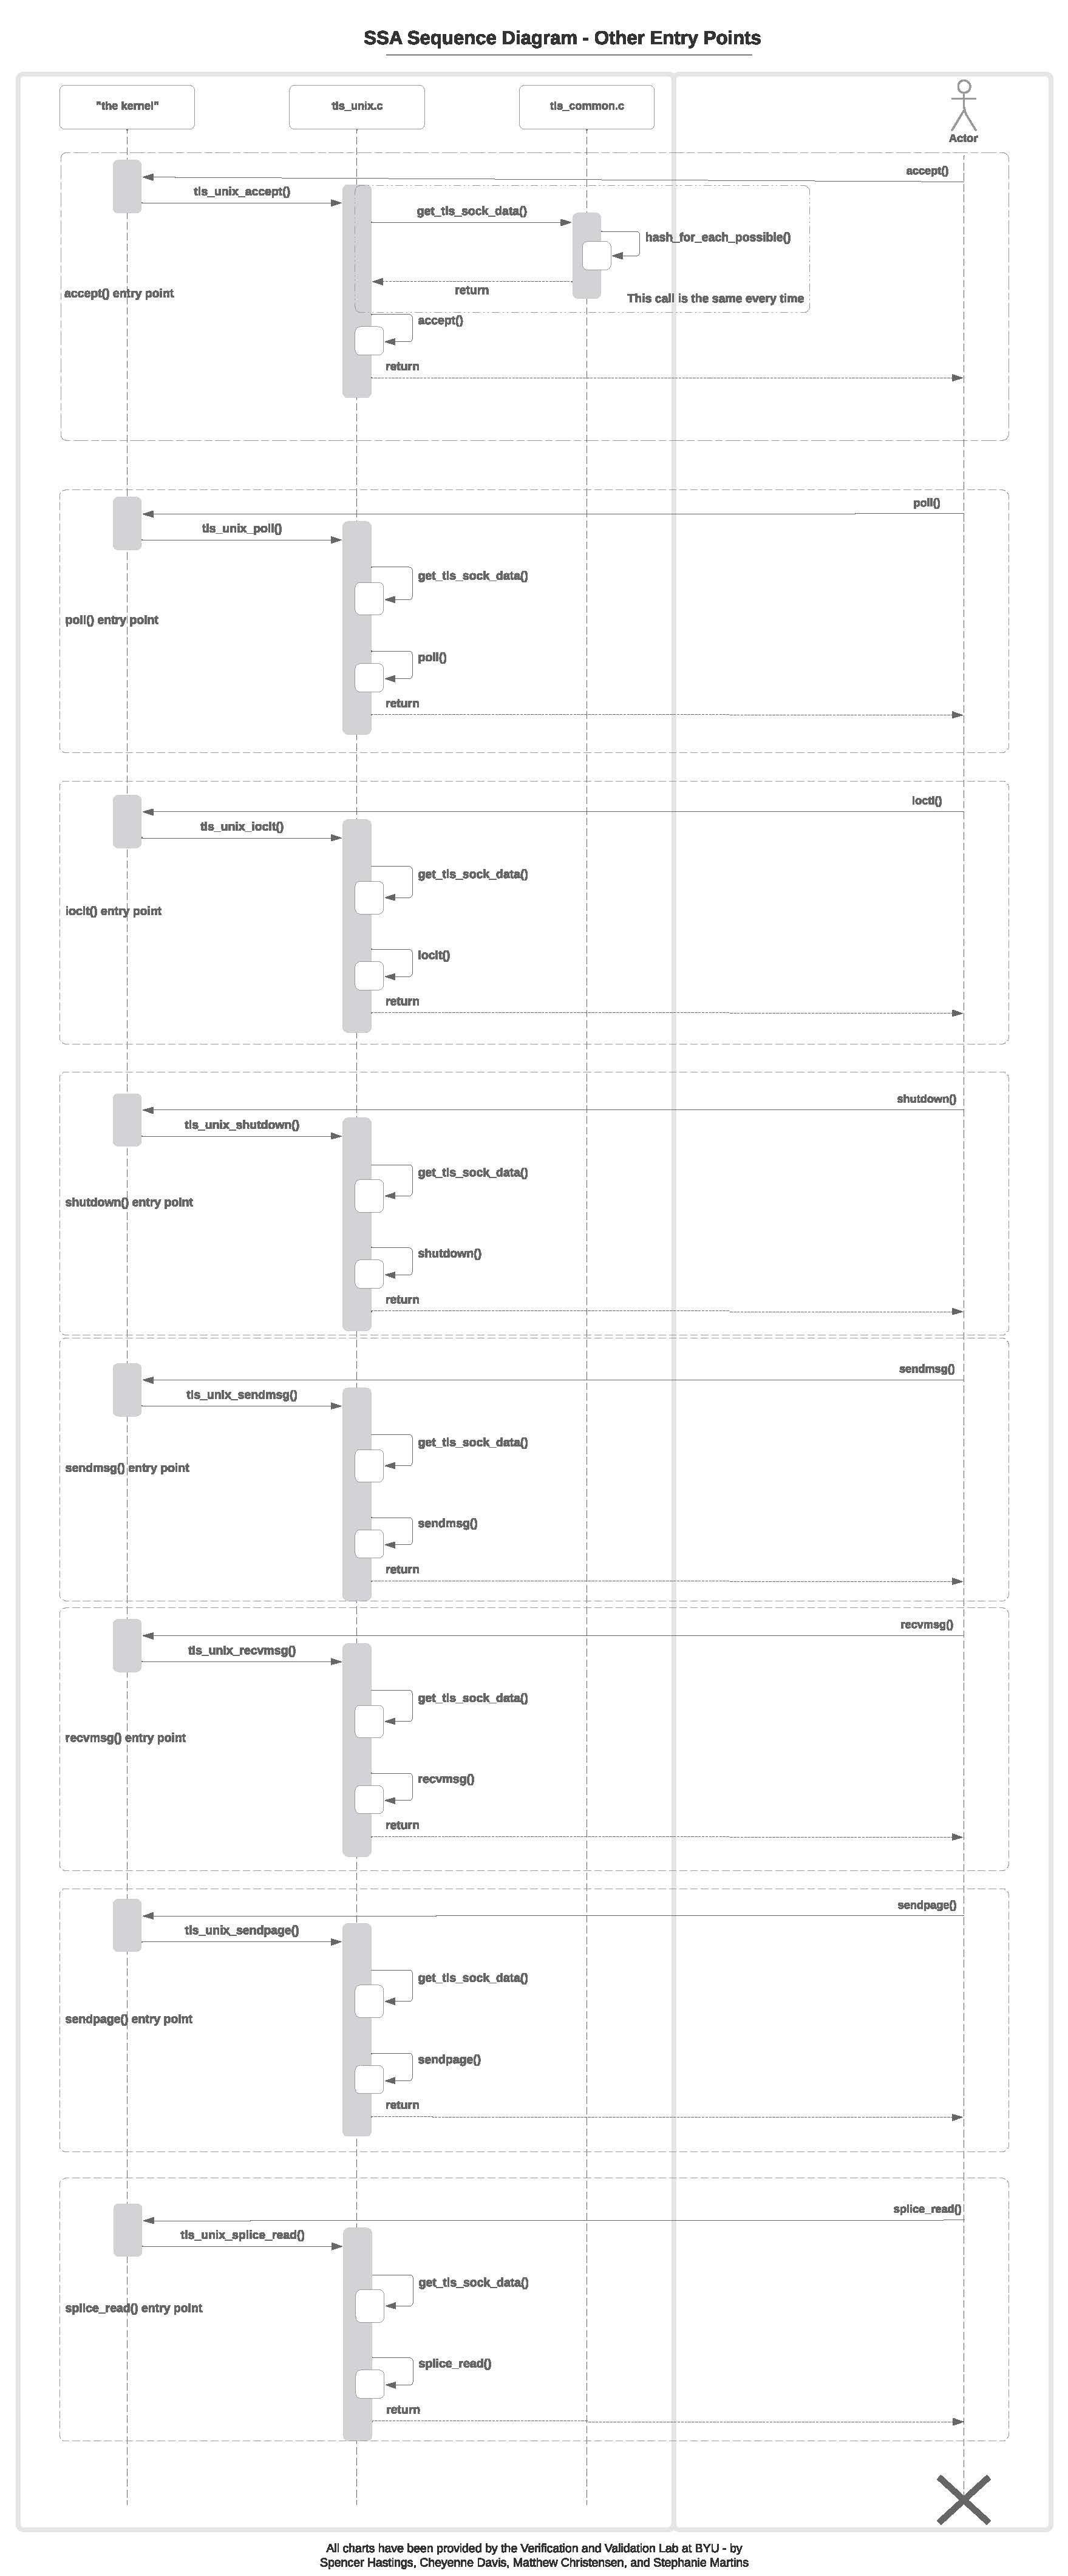 SSA Sequence Diagram - Other Entry Points
"the kernel"
tls_unix.c
tls_common.c
Actor
accept()
tls_unix_accept()
get_tls_sock_data()
hash_for_each_possible()
return
accept() entry point
This call is the same every time
accept()
return
poll()
tls_unix_poll()
get_tls_sock_data()
poll() entry point
poll()
return
ioctl()
tls_unix_ioclt()
get_tls_sock_data()
ioclt() entry point
ioclt()
return
shutdown()
tls_unix_shutdown()
get_tls_sock_data()
shutdown() entry point
shutdown()
return
sendmsg()
tls_unix_sendmsg()
get_tls_sock_data()
sendmsg() entry point
sendmsg()
return
recvmsg()
tls_unix_recvmsg()
get_tls_sock_data()
recvmsg() entry point
recvmsg()
return
sendpage()
tls_unix_sendpage()
get_tls_sock_data()
sendpage() entry point
sendpage()
return
splice_read()
tls_unix_splice_read()
get_tls_sock_data()
splice_read() entry point
splice_read()
return
All charts have been provided by the Verification and Validation Lab at BYU - by
Spencer Hastings, Cheyenne Davis, Matthew Christensen, and Stephanie Martins